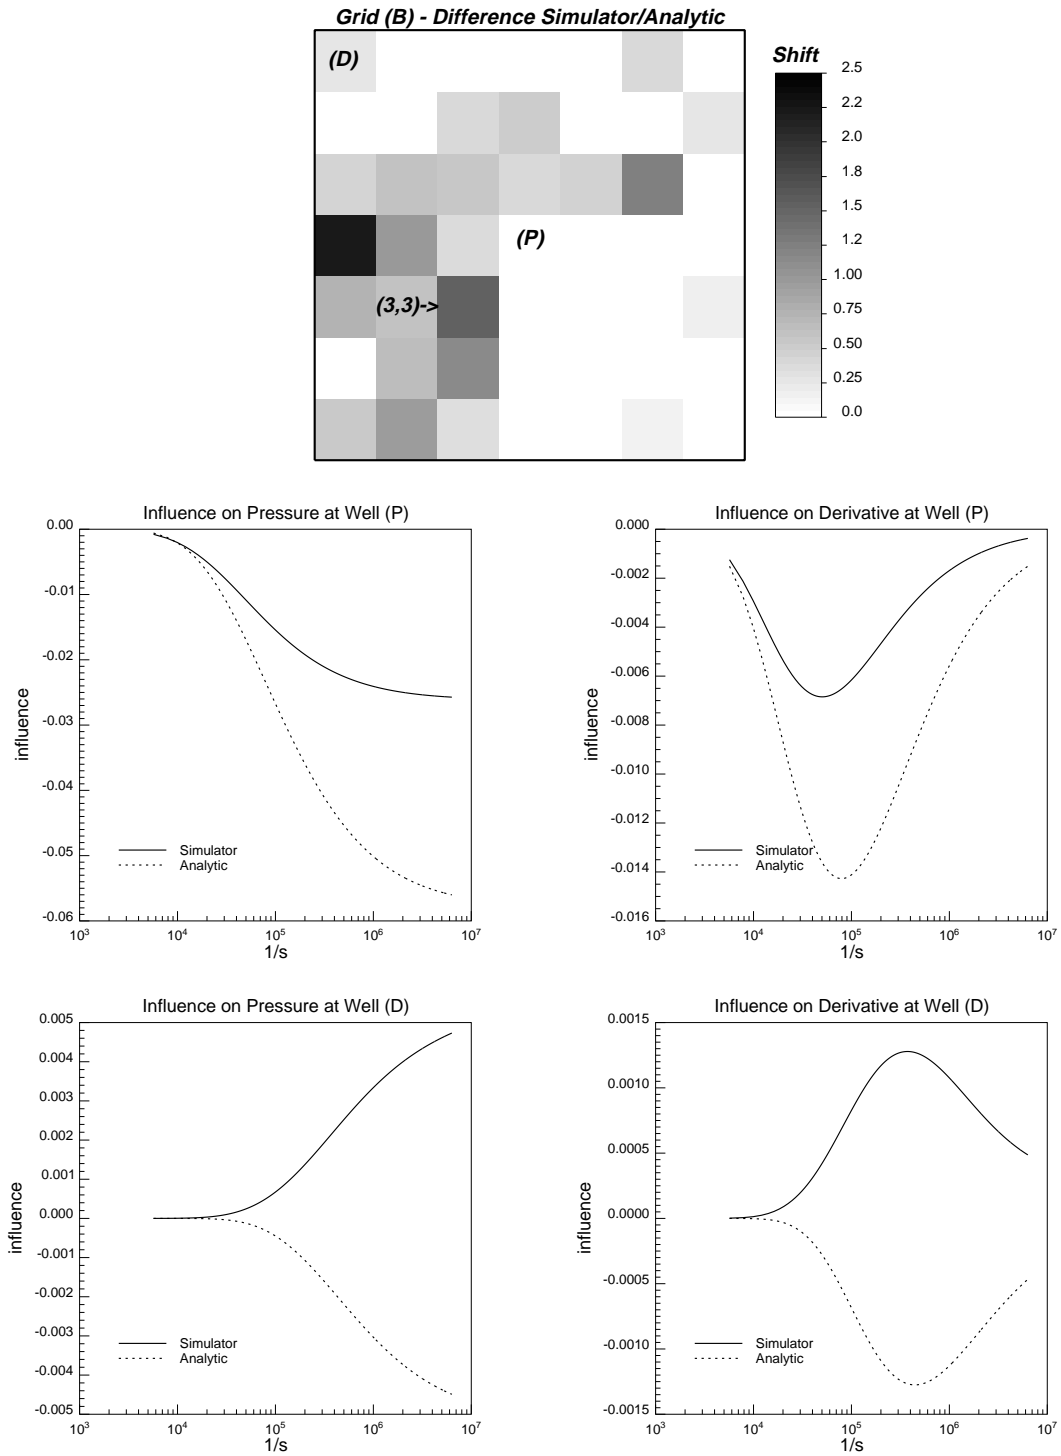 Grid (B) - Difference Simulator/Analytic
(D)
(P)
(3,3)->
Shift
2.5
2.2
2.0
1.8
1.5
1.2
1.00
0.75
0.50
0.25
0.0
Influence on Pressure at Well (P)
0.00
-0.01
-0.02
-0.03
-0.04
-0.05
-0.06
influence
Simulator
Analytic
10³ 10⁴ 10⁵ 10⁶ 10⁷
1/s
Influence on Derivative at Well (P)
0.000
-0.002
-0.004
-0.006
-0.008
-0.010
-0.012
-0.014
-0.016
influence
Simulator
Analytic
10³ 10⁴ 10⁵ 10⁶ 10⁷
1/s
Influence on Pressure at Well (D)
0.005
0.004
0.003
0.002
0.001
0.000
-0.001
-0.002
-0.003
-0.004
-0.005
influence
Simulator
Analytic
10³ 10⁴ 10⁵ 10⁶ 10⁷
1/s
Influence on Derivative at Well (D)
0.0015
0.0010
0.0005
0.0000
-0.0005
-0.0010
-0.0015
influence
Simulator
Analytic
10³ 10⁴ 10⁵ 10⁶ 10⁷
1/s